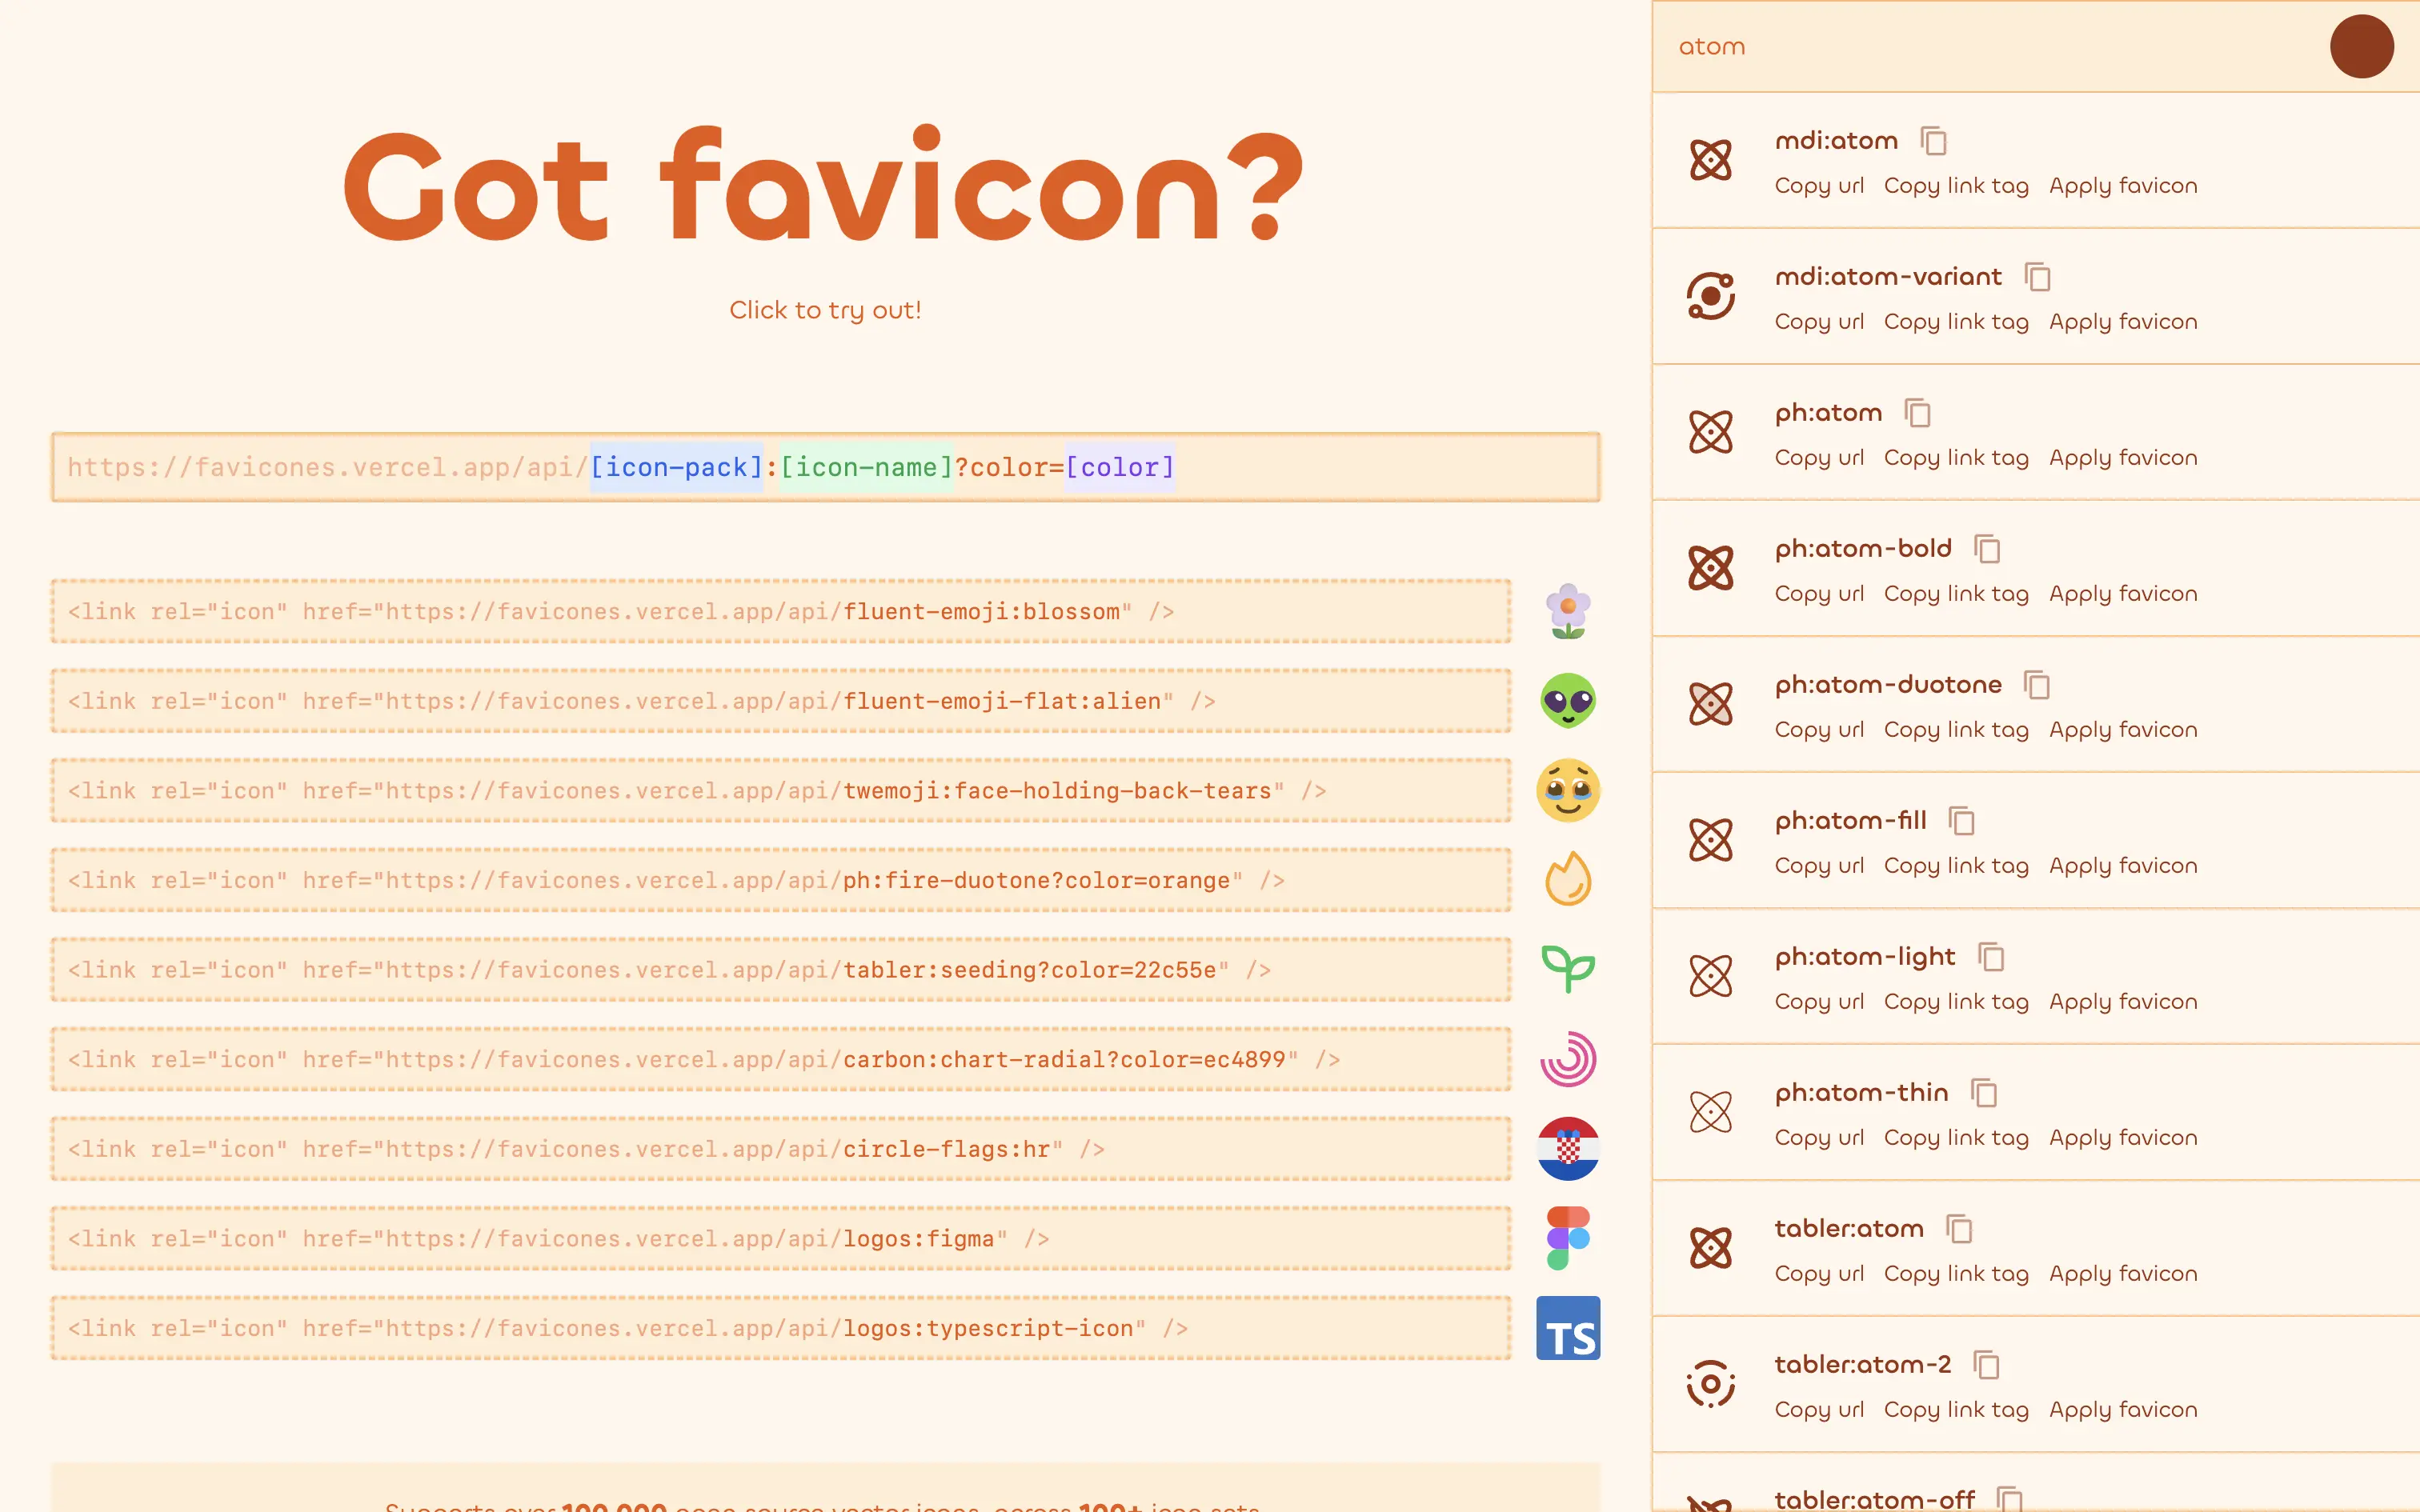 Got favicon?
Click to try out!
https://favicones.vercel.app/api/[icon-pack]:[icon-name]?color=[color]
<link rel="icon" href="https://favicones.vercel.app/api/fluent-emoji:blossom" />
<link rel="icon" href="https://favicones.vercel.app/api/fluent-emoji-flat:alien" />
<link rel="icon" href="https://favicones.vercel.app/api/twemoji:face-holding-back-tears" />
<link rel="icon" href="https://favicones.vercel.app/api/ph:fire-duotone?color=orange" />
<link rel="icon" href="https://favicones.vercel.app/api/tabler:seeding?color=22c55e" />
<link rel="icon" href="https://favicones.vercel.app/api/carbon:chart-radial?color=ec4899" />
<link rel="icon" href="https://favicones.vercel.app/api/circle-flags:hr" />
<link rel="icon" href="https://favicones.vercel.app/api/logos:figma" />
<link rel="icon" href="https://favicones.vercel.app/api/logos:typescript-icon" />
TS
Supports over 100,000 open source vector icons, across 100+ icon sets
atom
mdi:atom
Copy url Copy link tag Apply favicon
mdi:atom-variant
Copy url Copy link tag Apply favicon
ph:atom
Copy url Copy link tag Apply favicon
ph:atom-bold
Copy url Copy link tag Apply favicon
ph:atom-duotone
Copy url Copy link tag Apply favicon
ph:atom-fill
Copy url Copy link tag Apply favicon
ph:atom-light
Copy url Copy link tag Apply favicon
ph:atom-thin
Copy url Copy link tag Apply favicon
tabler:atom
Copy url Copy link tag Apply favicon
tabler:atom-2
Copy url Copy link tag Apply favicon
tabler:atom-off